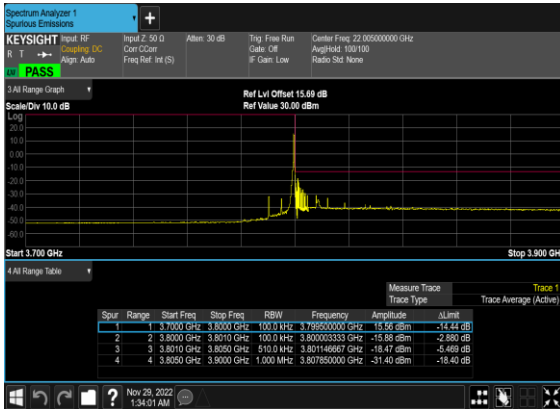 Spectrum Analyzer 1
Spurious Emissions
KEYSIGHT
R T
LXI
PASS
Input: RF
Coupling: DC
Align: Auto
Input Z: 50 Ω
Corr CCorr
Freq Ref: Int (S)
Atten: 30 dB
Trig: Free Run
Gate: Off
IF Gain: Low
Center Freq: 22.005000000 GHz
Avg|Hold: 100/100
Radio Std: None
3 All Range Graph
Scale/Div 10.0 dB
Ref Lvl Offset 15.69 dB
Ref Value 30.00 dBm
Log
20.0
10.0
0.00
-10.0
-20.0
-30.0
-40.0
-50.0
-60.0
Start 3.700 GHz
Stop 3.900 GH
4 All Range Table
Measure Trace Trace 1
Trace Type Trace Average (Active)
Spur Range Start Freq Stop Freq RBW Frequency Amplitude ΔLimit
1 1 3.7000 GHz 3.8000 GHz 100.0 kHz 3.799500000 GHz 15.56 dBm -14.44 dB
2 2 3.8000 GHz 3.8010 GHz 100.0 kHz 3.800003333 GHz -15.88 dBm -2.880 dB
3 3 3.8010 GHz 3.8050 GHz 510.0 kHz 3.801146667 GHz -18.47 dBm -5.469 dB
4 4 3.8050 GHz 3.9000 GHz 1.000 MHz 3.807850000 GHz -31.40 dBm -18.40 dB
?
Nov 29, 2022
1:34:01 AM